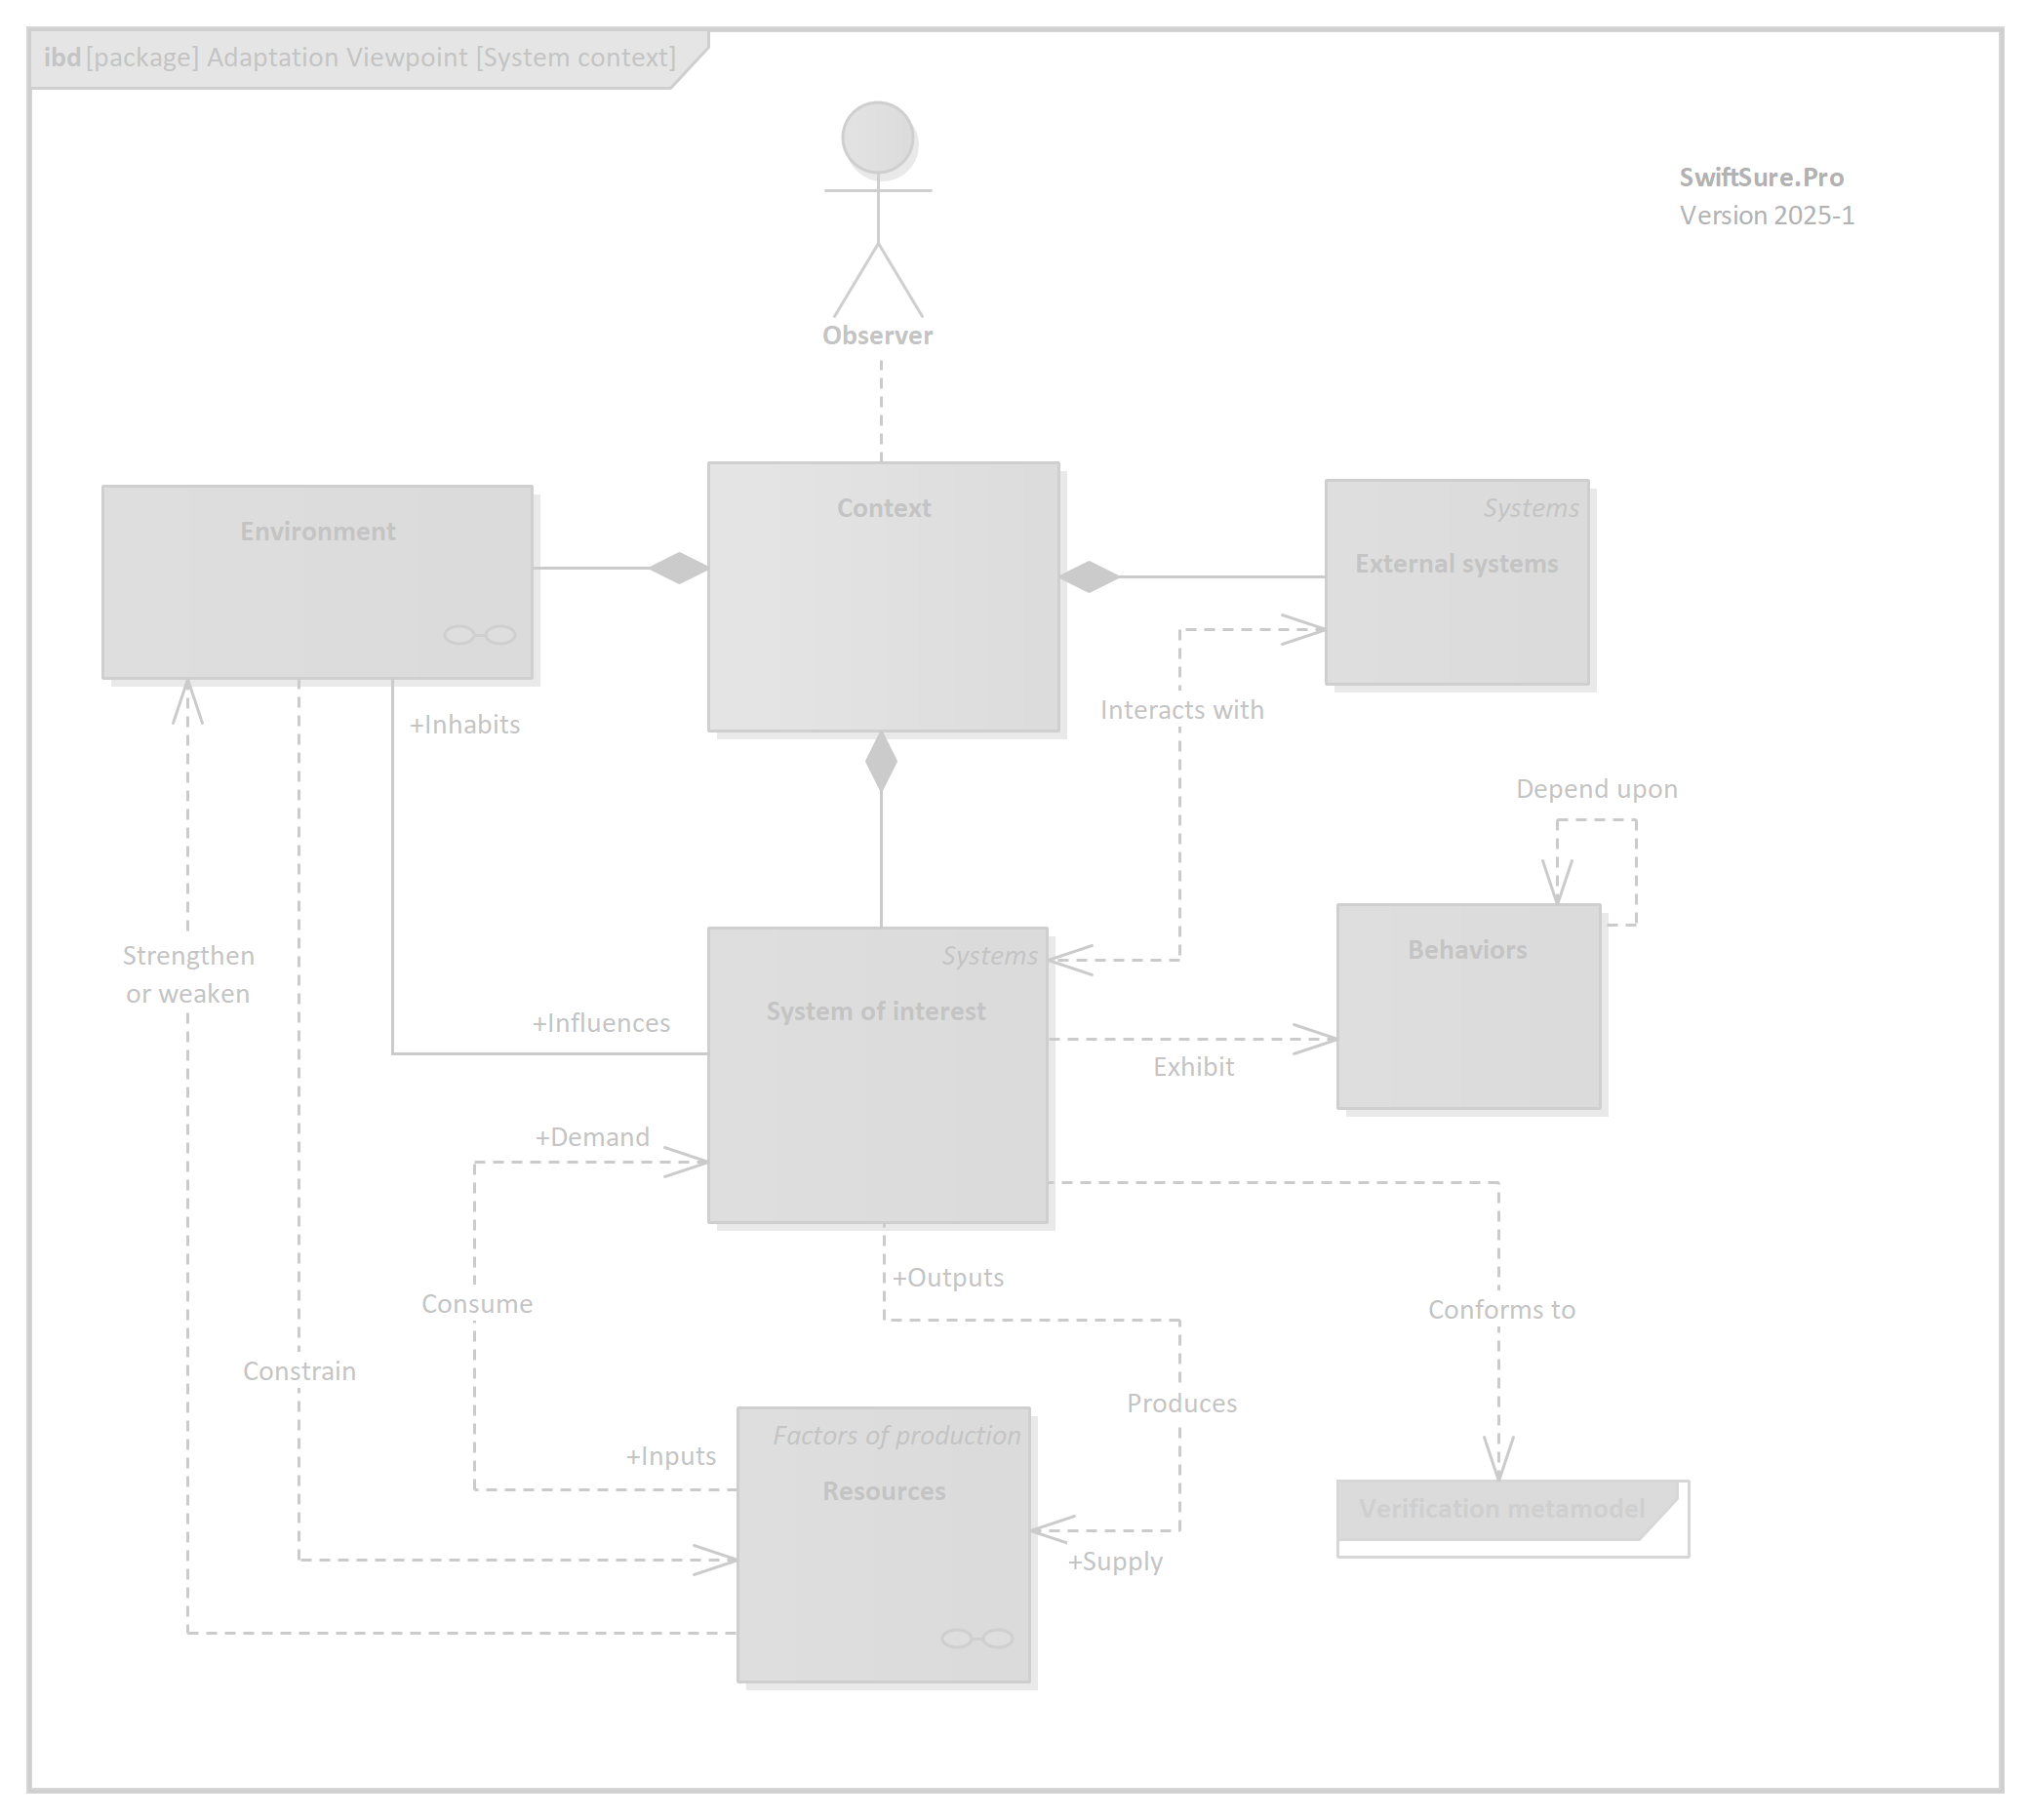 ibd [package] Adaptation Viewpoint [System context]
SwiftSure.Pro
Version 2025-1
Observer
Environment
Context
Systems
External systems
+Inhabits
Interacts with
Depend upon
Strengthen
or weaken
Systems
System of interest
Behaviors
+Influences
Exhibit
+Demand
+Outputs
Consume
Conforms to
Constrain
Produces
+Inputs
Factors of production
Resources
Verification metamodel
+Supply